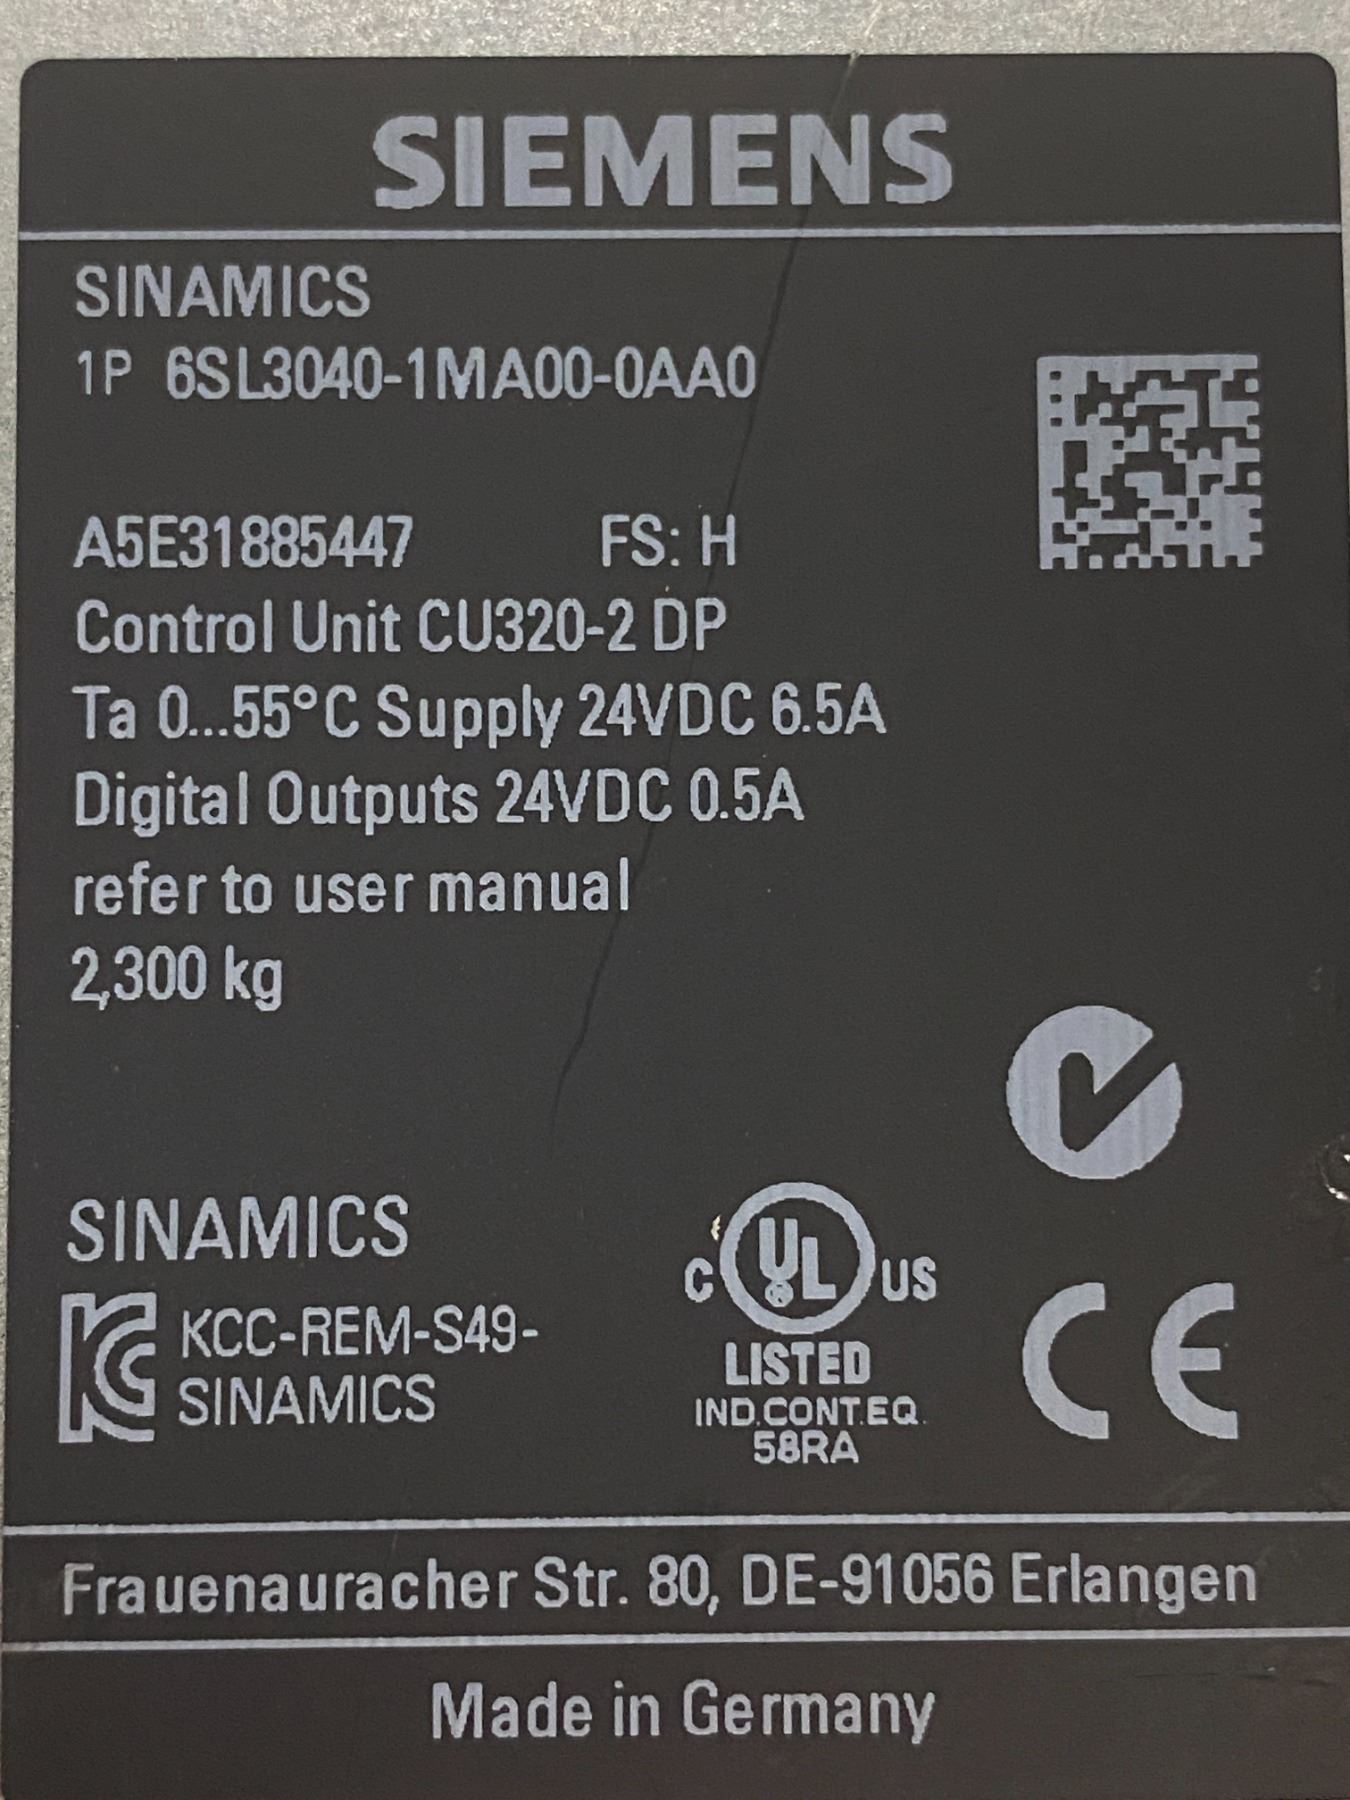 SIEMENS
SINAMICS
1P 6SL3040-1MA00-0AA0
A5E31885447 FS: H
Control Unit CU320-2 DP
Ta 0...55°C Supply 24VDC 6.5A
Digital Outputs 24VDC 0.5A
refer to user manual
2,300 kg
SINAMICS
KCC-REM-S49-
SINAMICS
C UL® US
LISTED
IND.CONT.EQ.
58RA
CE
Frauenauracher Str. 80, DE-91056 Erlangen
Made in Germany